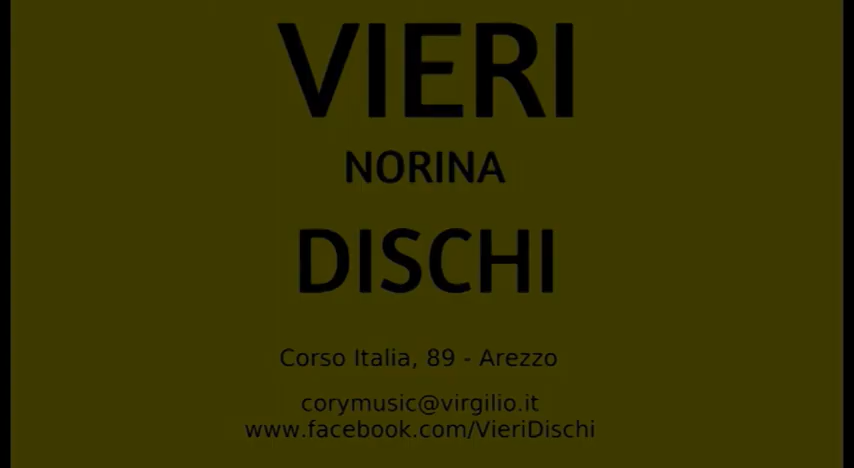 VIERI
NORINA
DISCHI
Corso Italia, 89 - Arezzo
corymusic@virgilio.it
www.facebook.com/VieriDischi